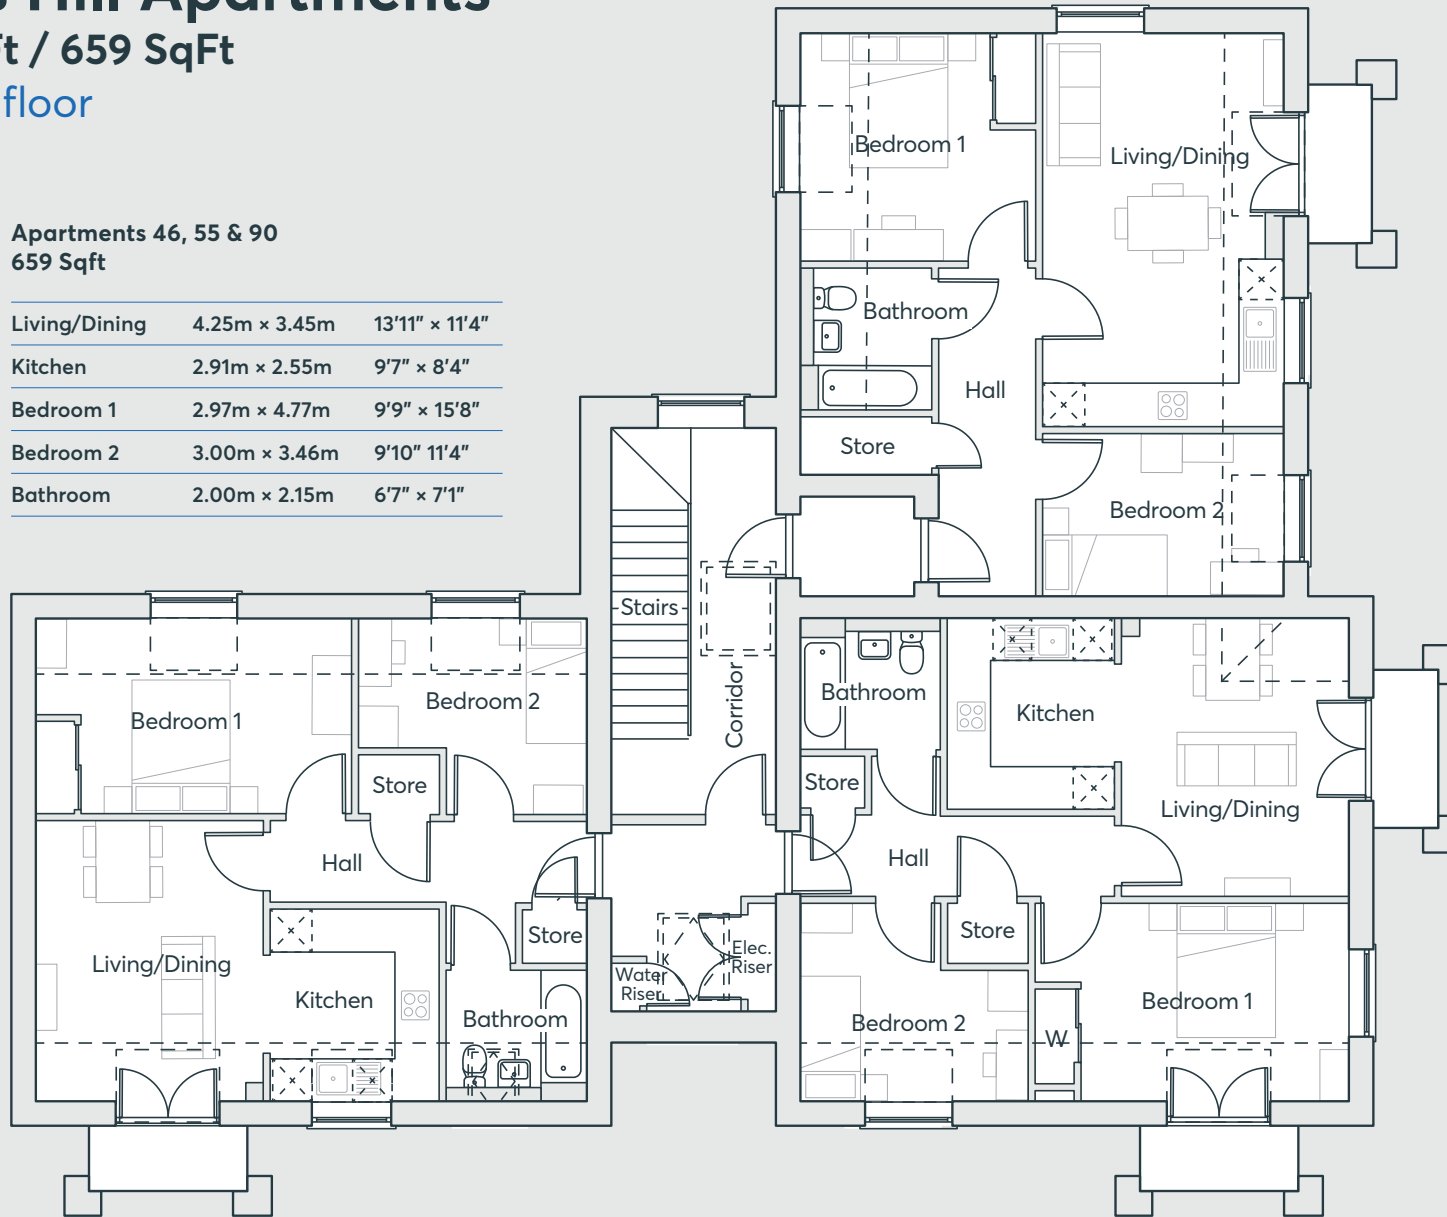 Hill Apartments
/ 659 SqFt
floor
Apartments 46, 55 & 90
659 Sqft
Living/Dining 4.25m × 3.45m 13'11" × 11'4"
Kitchen 2.91m × 2.55m 9'7" × 8'4"
Bedroom 1 2.97m × 4.77m 9'9" × 15'8"
Bedroom 2 3.00m × 3.46m 9'10" 11'4"
Bathroom 2.00m × 2.15m 6'7" × 7'1"
Bedroom 1
Living/Dining
Bathroom
Hall
Store
Bedroom 2
Stairs
Corridor
Bedroom 1
Bedroom 2
Store
Hall
Living/Dining
Kitchen
Store
Bathroom
Water
Riser
Elec.
Riser
Bathroom
Kitchen
Store
Living/Dining
Hall
Store
Bedroom 2
W
Bedroom 1